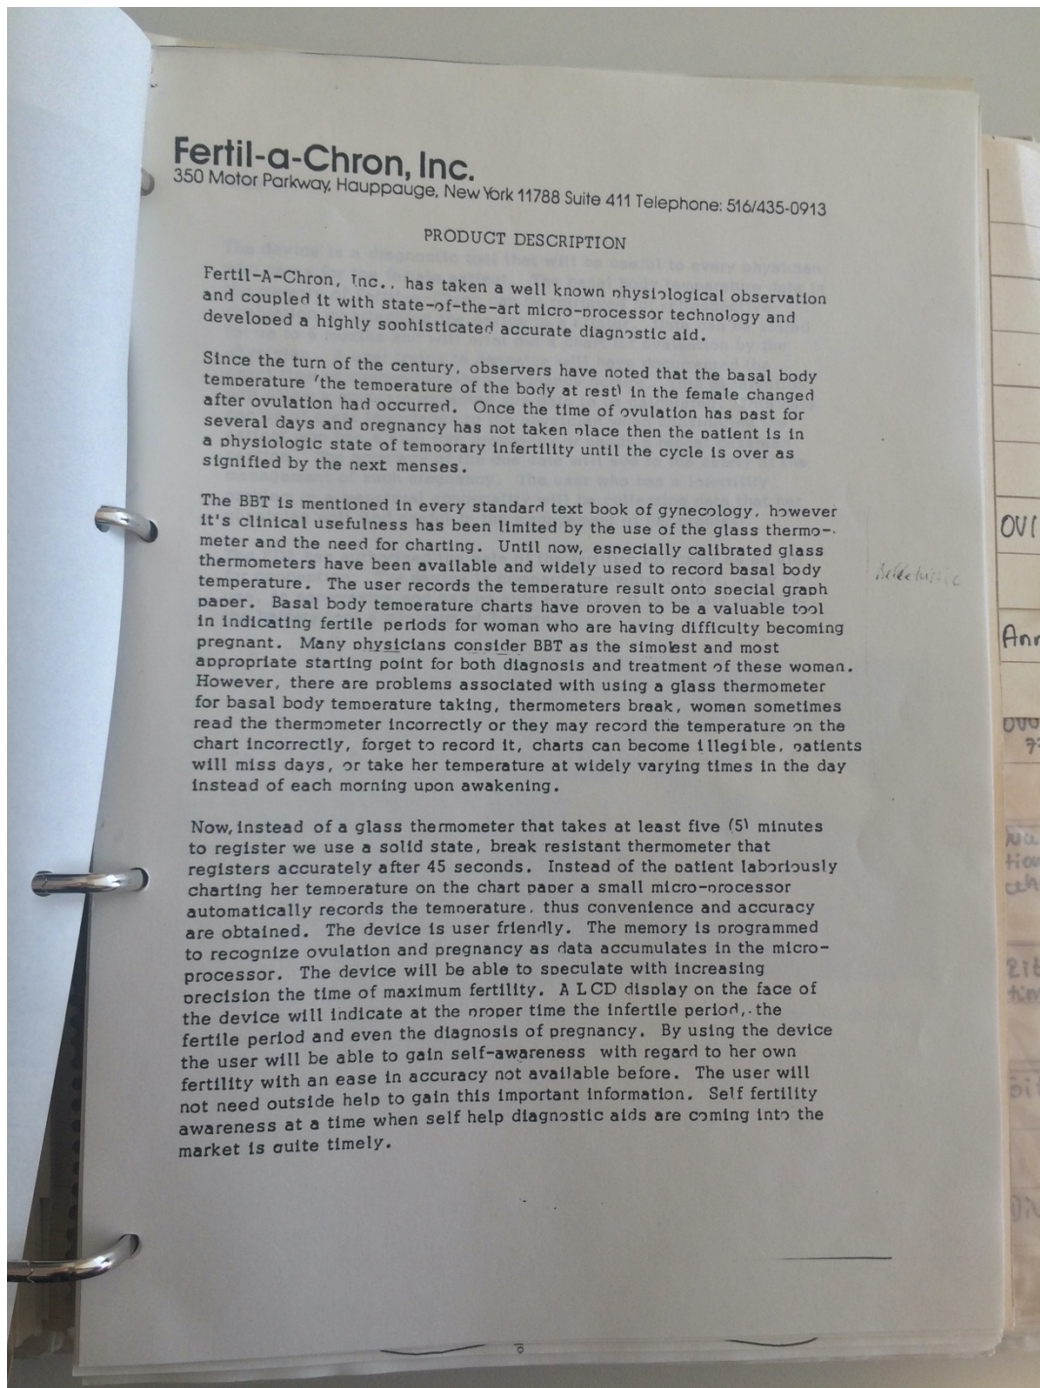 Fertil-a-Chron, Inc.
350 Motor Parkway, Hauppauge, New York 11788 Suite 411 Telephone: 516/435-0913
PRODUCT DESCRIPTION
Fertil-A-Chron, Inc., has taken a well known physiological observation
and coupled it with state-of-the-art micro-processor technology and
developed a highly sophisticated accurate diagnostic aid.
Since the turn of the century, observers have noted that the basal body
temperature (the temperature of the body at rest) in the female changed
after ovulation had occurred. Once the time of ovulation has past for
several days and pregnancy has not taken place then the patient is in
a physiologic state of temporary infertility until the cycle is over as
signified by the next menses.
The BBT is mentioned in every standard text book of gynecology, however
it's clinical usefulness has been limited by the use of the glass thermo-
meter and the need for charting. Until now, especially calibrated glass
thermometers have been available and widely used to record basal body
temperature. The user records the temperature result onto special graph
paper. Basal body temperature charts have proven to be a valuable tool
in indicating fertile periods for woman who are having difficulty becoming
pregnant. Many physicians consider BBT as the simplest and most
appropriate starting point for both diagnosis and treatment of these women.
However, there are problems associated with using a glass thermometer
for basal body temperature taking, thermometers break, women sometimes
read the thermometer incorrectly or they may record the temperature on the
chart incorrectly, forget to record it, charts can become illegible, patients
will miss days, or take her temperature at widely varying times in the day
instead of each morning upon awakening.
Now, instead of a glass thermometer that takes at least five (5) minutes
to register we use a solid state, break resistant thermometer that
registers accurately after 45 seconds. Instead of the patient laboriously
charting her temperature on the chart paper a small micro-processor
automatically records the temperature, thus convenience and accuracy
are obtained. The device is user friendly. The memory is programmed
to recognize ovulation and pregnancy as data accumulates in the micro-
processor. The device will be able to speculate with increasing
precision the time of maximum fertility. A LCD display on the face of
the device will indicate at the proper time the infertile period, the
fertile period and even the diagnosis of pregnancy. By using the device
the user will be able to gain self-awareness with regard to her own
fertility with an ease in accuracy not available before. The user will
not need outside help to gain this important information. Self fertility
awareness at a time when self help diagnostic aids are coming into the
market is quite timely.
OVI
Ann